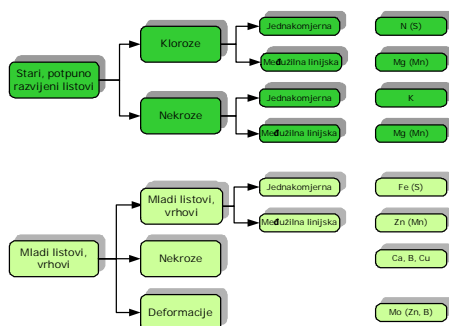 Stari, potpuno
razvijeni listovi
Kloroze
Jednakomjerna
N (S)
Međužilna linijska
Mg (Mn)
Nekroze
Jednakomjerna
K
Međužilna linijska
Mg (Mn)
Mladi listovi,
vrhovi
Mladi listovi,
vrhovi
Jednakomjerna
Fe (S)
Međužilna linijska
Zn (Mn)
Nekroze
Ca, B, Cu
Deformacije
Mo (Zn, B)